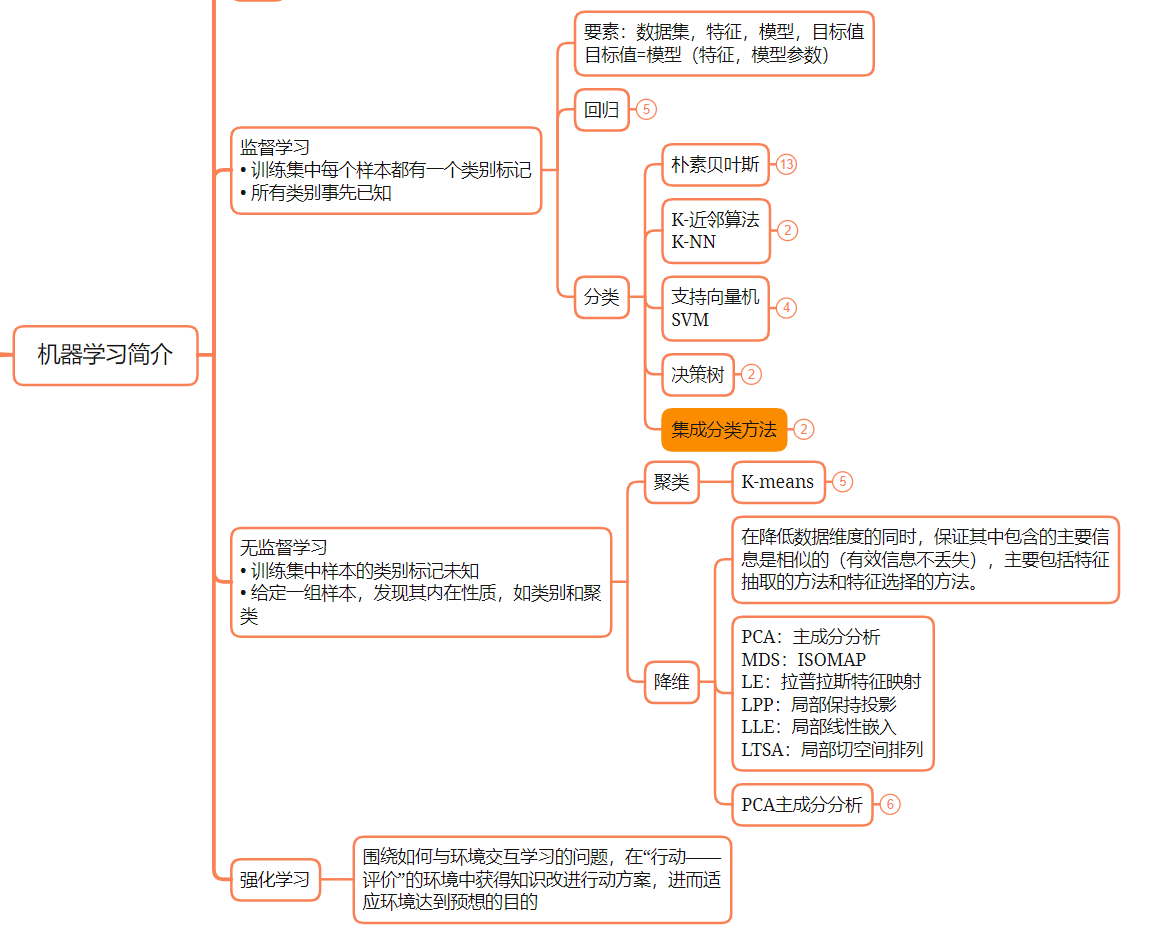 机器学习简介
监督学习
• 训练集中每个样本都有一个类别标记
• 所有类别事先已知
要素：数据集，特征，模型，目标值
目标值=模型（特征，模型参数）
回归
5
分类
朴素贝叶斯
13
K-近邻算法
K-NN
2
支持向量机
SVM
4
决策树
2
集成分类方法
2
无监督学习
• 训练集中样本的类别标记未知
• 给定一组样本，发现其内在性质，如类别和聚
类
聚类
K-means
5
降维
在降低数据维度的同时，保证其中包含的主要信
息是相似的（有效信息不丢失），主要包括特征
抽取的方法和特征选择的方法。
PCA：主成分分析
MDS：ISOMAP
LE：拉普拉斯特征映射
LPP：局部保持投影
LLE：局部线性嵌入
LTSA：局部切空间排列
PCA主成分分析
6
强化学习
围绕如何与环境交互学习的问题，在“行动——
评价”的环境中获得知识改进行动方案，进而适
应环境达到预想的目的